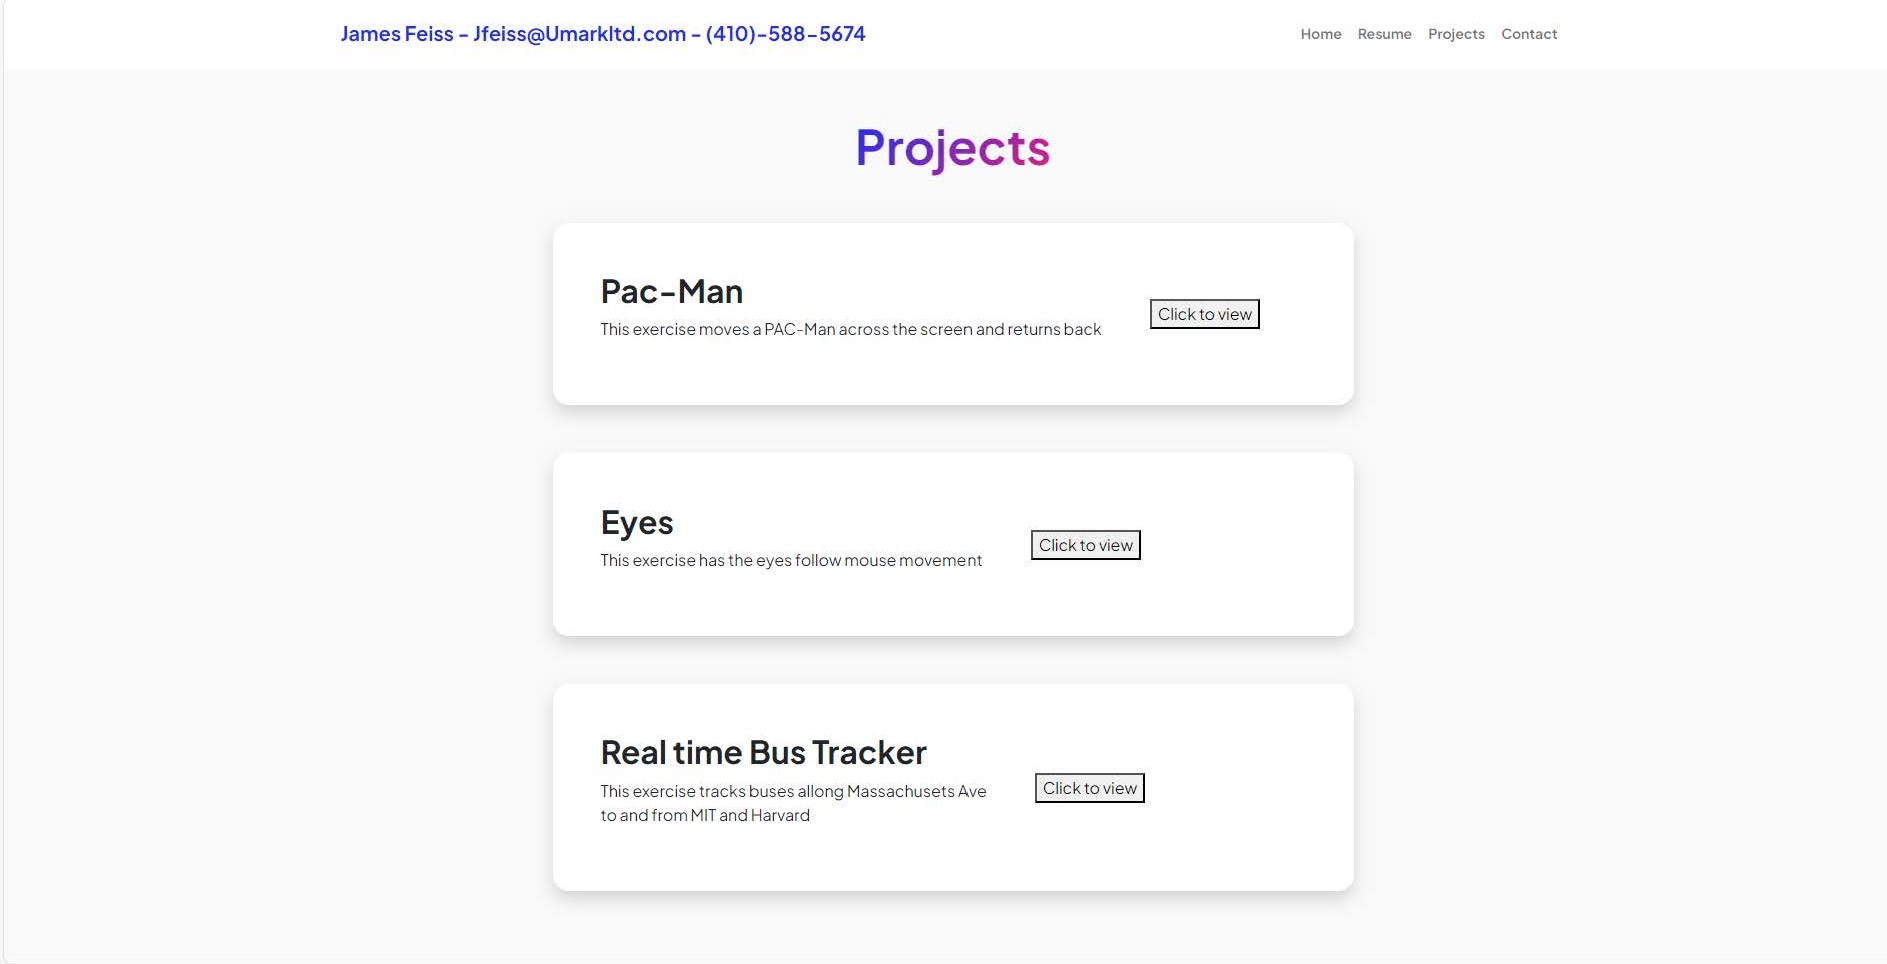 James Feiss - Jfeiss@Umarkltd.com - (410)-588-5674
Home Resume Projects Contact
Projects
Pac-Man
This exercise moves a PAC-Man across the screen and returns back
Click to view
Eyes
This exercise has the eyes follow mouse movement
Click to view
Real time Bus Tracker
This exercise tracks buses allong Massachusets Ave
to and from MIT and Harvard
Click to view